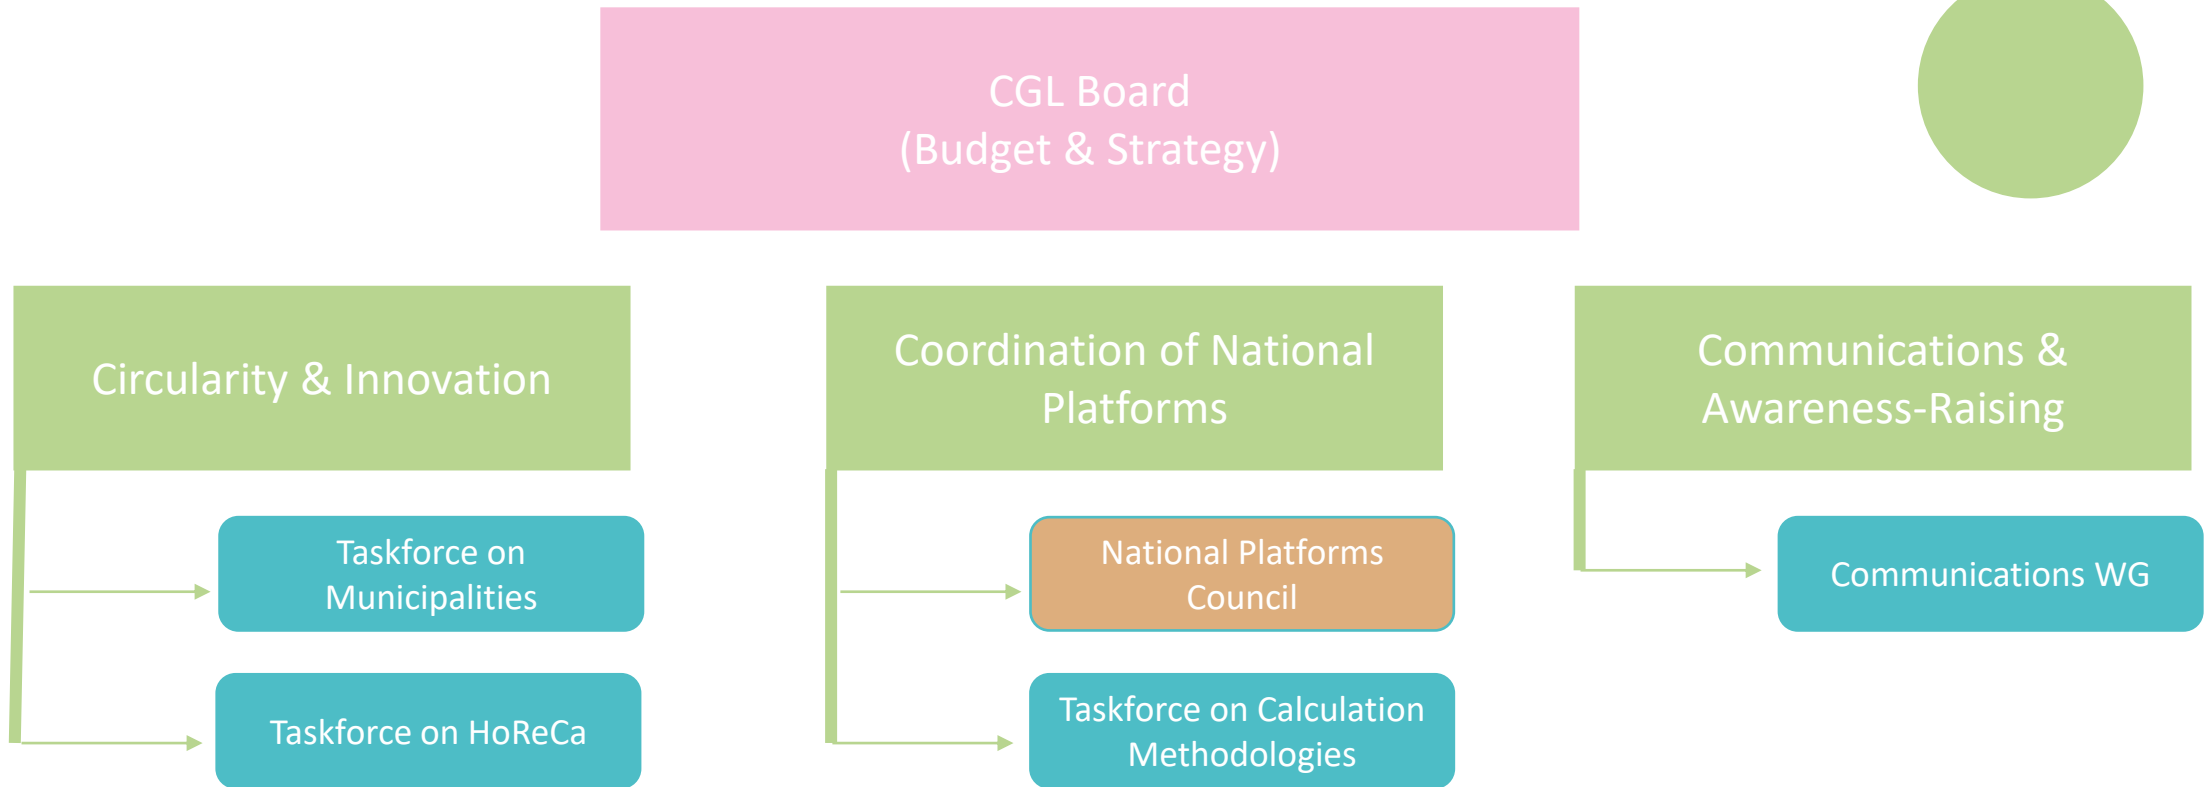 CGL Board
(Budget & Strategy)
Circularity & Innovation
Coordination of National
Platforms
Communications &
Awareness-Raising
Taskforce on
Municipalities
National Platforms
Council
Communications WG
Taskforce on HoReCa
Taskforce on Calculation
Methodologies